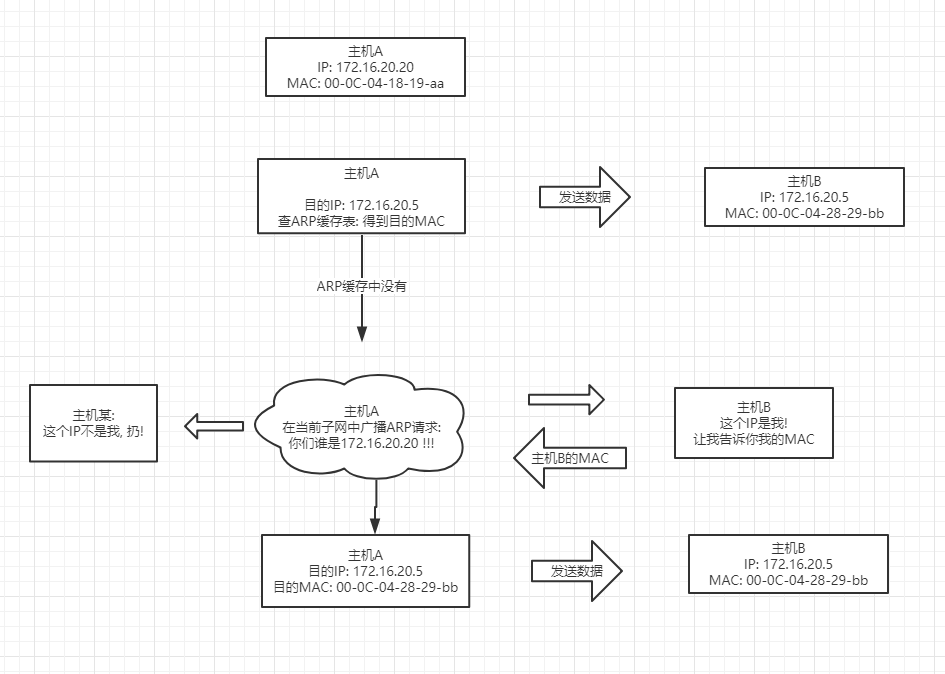 主机A
IP: 172.16.20.20
MAC: 00-0C-04-18-19-aa
主机A
目的IP: 172.16.20.5
查ARP缓存表: 得到目的MAC
发送数据
主机B
IP: 172.16.20.5
MAC: 00-0C-04-28-29-bb
ARP缓存中没有
主机某:
这个IP不是我, 扔!
主机A
在当前子网中广播ARP请求:
你们谁是172.16.20.20 !!!
主机B
这个IP是我!
让我告诉你我的MAC
主机B的MAC
主机A
目的IP: 172.16.20.5
目的MAC: 00-0C-04-28-29-bb
发送数据
主机B
IP: 172.16.20.5
MAC: 00-0C-04-28-29-bb